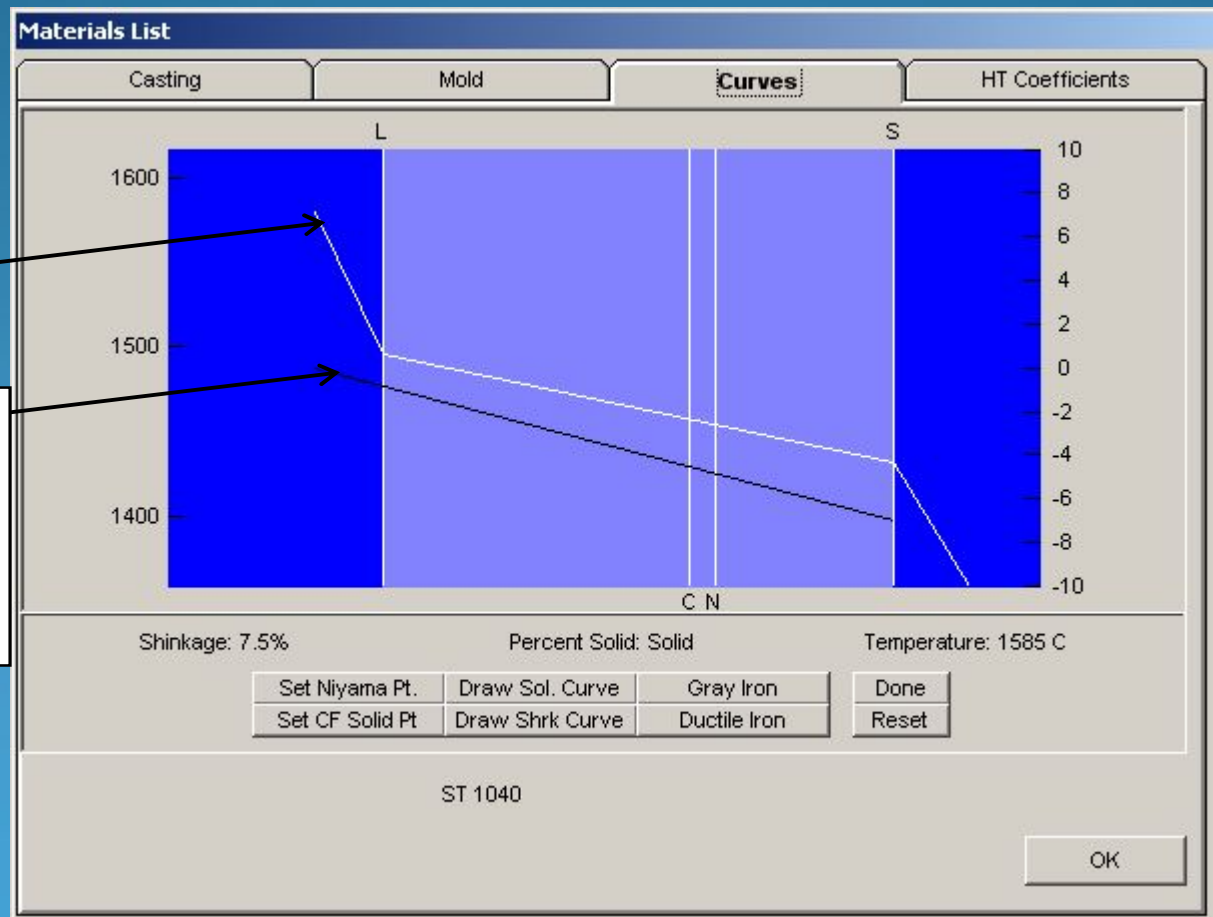 Materials List
Casting Mold Curves HT Coefficients
L S
1600
1500
1400
10
8
6
4
2
0
-2
-4
-6
-8
-10
C N
Shinkage: 7.5% Percent Solid: Solid Temperature: 1585 C
Set Niyama Pt. Draw Sol. Curve Gray Iron Done
Set CF Solid Pt Draw Shrk Curve Ductile Iron Reset
ST 1040
OK